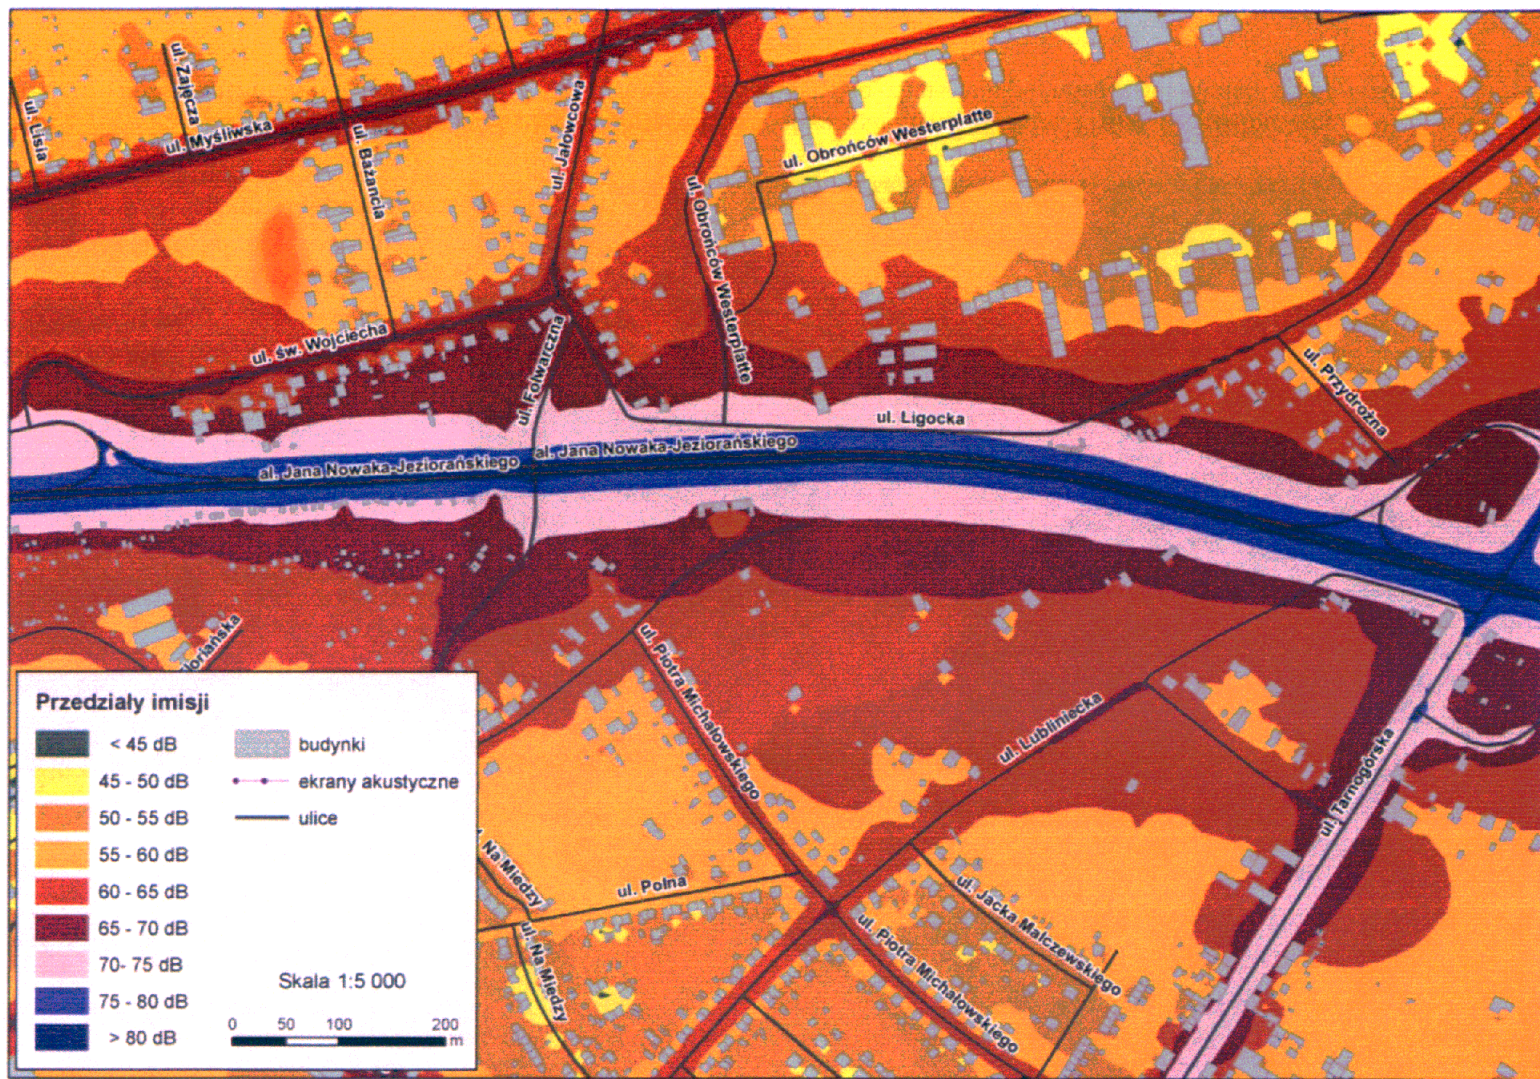 ul. Lisia
ul. Zajęcza
ul. Myśliwska
ul. Bażancia
ul. Jałowcowa
ul. Obrońców Westerplatte
ul. Obrońców Westerplatte
ul. św. Wojciecha
ul. Folwarczna
ul. Ligocka
ul. Przydrożna
al. Jana Nowaka-Jeziorańskiego
al. Jana Nowaka-Jeziorańskiego
loriańska
ul. Piotra Michałowskiego
ul. Lubliniecka
ul. Tarnogórska
Na Miedzy
ul. Polna
ul. Na Miedzy
ul. Jacka Malczewskiego
ul. Piotra Michałowskiego
Przedziały imisji
< 45 dB
45 - 50 dB
50 - 55 dB
55 - 60 dB
60 - 65 dB
65 - 70 dB
70- 75 dB
75 - 80 dB
> 80 dB
budynki
ekrany akustyczne
ulice
Skala 1:5 000
0 50 100 200
m